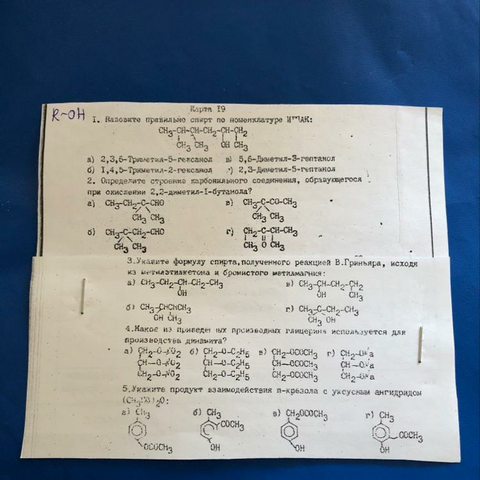 R-OH
Карта 19
I. Назовите правильно спирт по номенклатуре ИЮПАК:
CH₃-CH-CH-CH₂-CH-CH₂
CH₃ CH₃ OH CH₃
а) 2,3,6-Триметил-5-гексанол в) 5,6-Диметил-3-гептанол
б) I,4,5-Триметил-2-гексанол г) 2,3-Диметил-5-гептанол
2. Определите строение карбонильного соединения, образующегося
при окислении 2,2-диметил-I-бутанола?
а) CH₃-CH₂-C-CHO в) CH₃-C-CO-CH₃
CH₃ CH₃ CH₃ CH₃
б) CH₃-C-CH₂-CHO г) CH₃-C-CH-CH₃
CH₃ CH₃ CH₃ O CH₃
3.Укажите формулу спирта,полученного реакцией В.Гриньяра, исходя
из метилэтилкетона и бромистого метилмагния:
а) CH₃-CH₂-CH-CH₂-CH₃ в) CH₃-CH-CH₂-CH₂
OH OH CH₃
б) CH₃-CHCHCH₃ г) CH₃-C-CH₂-CH₃
OH CH₃ CH₃ OH
4.Какое из приведенных производных глицерина используется для
производства динамита?
а) CH₂-O-NO₂ б) CH₂-O-C₂H₅ в) CH₂-OCOCH₃ г) CH₂-ONa
CH-O-NO₂ CH-O-C₂H₅ CH-OCOCH₃ CH-ONa
CH₂-O-NO₂ CH₂-O-C₂H₅ CH₂-OCOCH₃ CH₂-ONa
5.Укажите продукт взаимодействия п-крезола с уксусным ангидридом
(CH₃CO)₂O:
а) CH₃ б) CH₃ в) CH₂OCOCH₃ г) CH₃
COCH₃
OCOCH₃ OH OH OH COCH₃